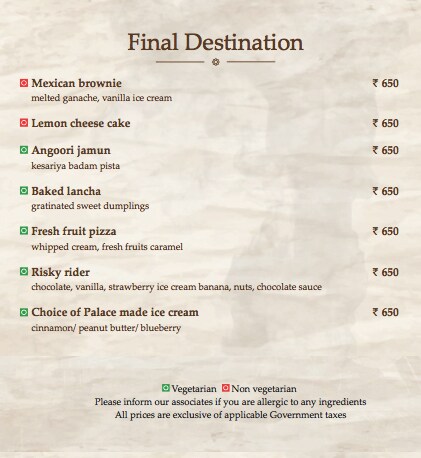 Final Destination
Mexican brownie ₹ 650
melted ganache, vanilla ice cream
Lemon cheese cake ₹ 650
Angoori jamun ₹ 650
kesariya badam pista
Baked lancha ₹ 650
gratinated sweet dumplings
Fresh fruit pizza ₹ 650
whipped cream, fresh fruits caramel
Risky rider ₹ 650
chocolate, vanilla, strawberry ice cream banana, nuts, chocolate sauce
Choice of Palace made ice cream ₹ 650
cinnamon/ peanut butter/ blueberry
Vegetarian Non vegetarian
Please inform our associates if you are allergic to any ingredients
All prices are exclusive of applicable Government taxes